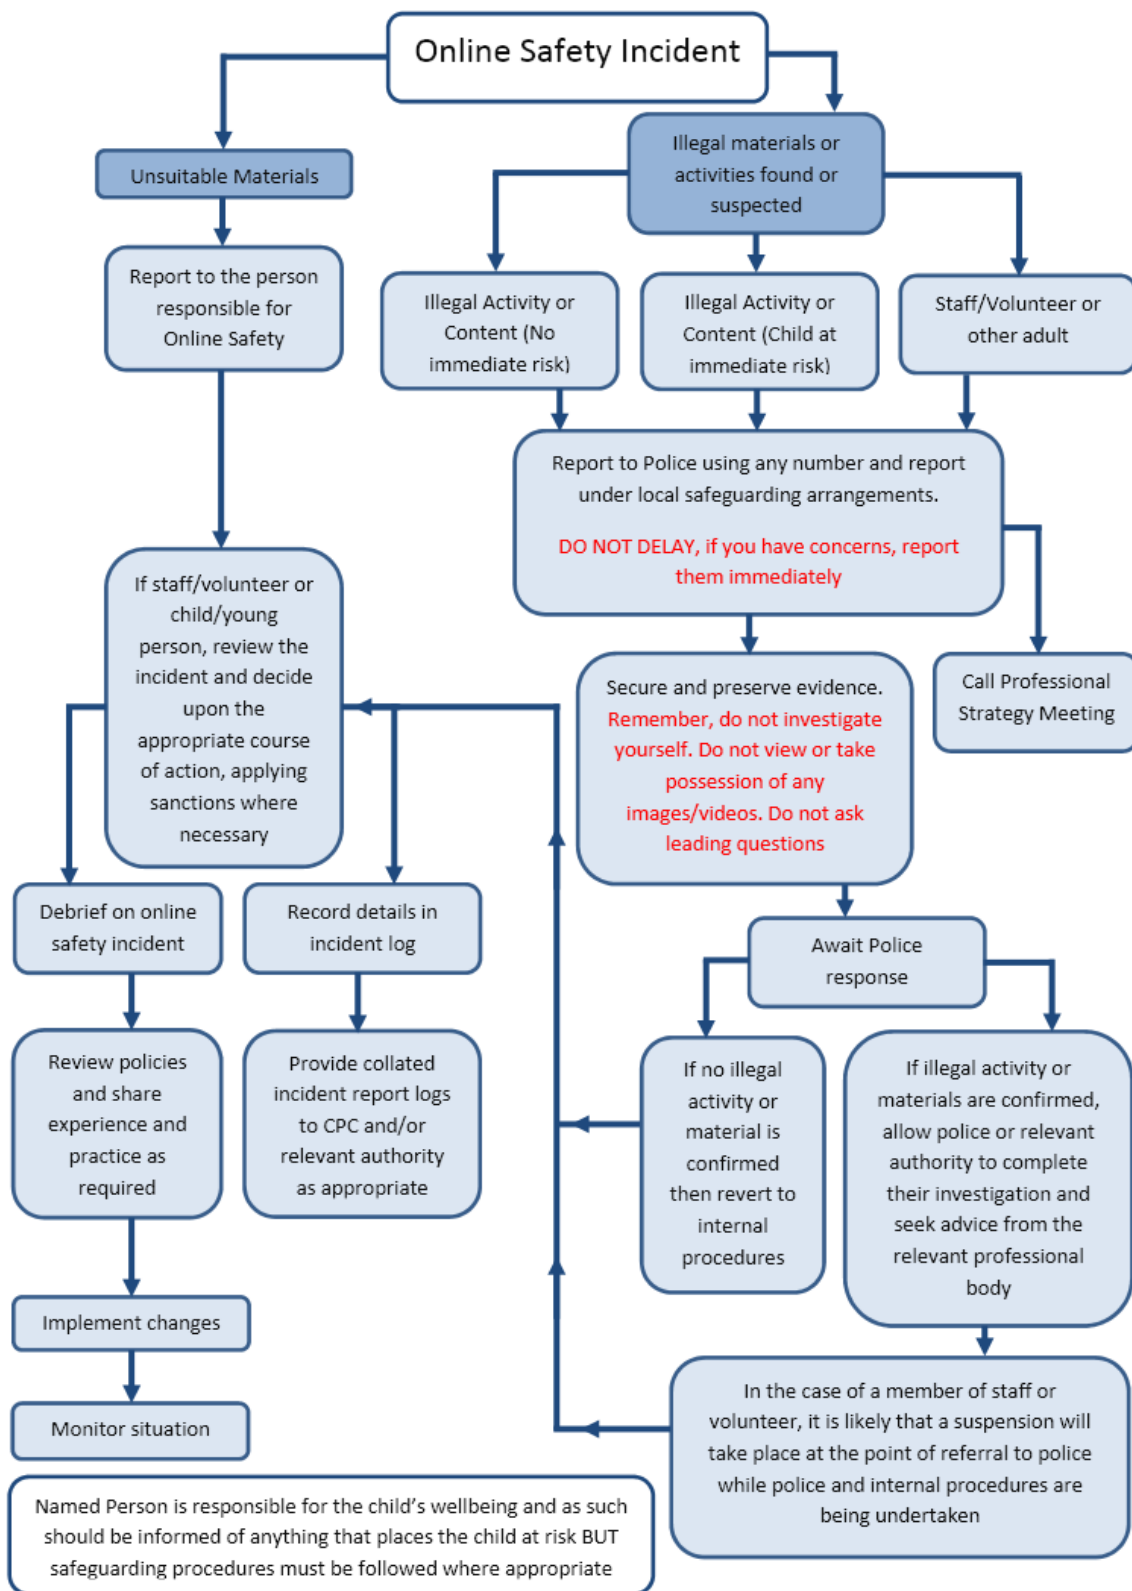 Online Safety Incident
Unsuitable Materials
Illegal materials or
activities found or
suspected
Report to the person
responsible for
Online Safety
Illegal Activity or
Content (No
immediate risk)
Illegal Activity or
Content (Child at
immediate risk)
Staff/Volunteer or
other adult
Report to Police using any number and report
under local safeguarding arrangements.
DO NOT DELAY, if you have concerns, report
them immediately
If staff/volunteer or
child/young
person, review the
incident and decide
upon the
appropriate course
of action, applying
sanctions where
necessary
Secure and preserve evidence.
Remember, do not investigate
yourself. Do not view or take
possession of any
images/videos. Do not ask
leading questions
Call Professional
Strategy Meeting
Debrief on online
safety incident
Record details in
incident log
Await Police
response
Review policies
and share
experience and
practice as
required
Provide collated
incident report logs
to CPC and/or
relevant authority
as appropriate
If no illegal
activity or
material is
confirmed
then revert to
internal
procedures
If illegal activity or
materials are confirmed,
allow police or relevant
authority to complete
their investigation and
seek advice from the
relevant professional
body
Implement changes
Monitor situation
In the case of a member of staff or
volunteer, it is likely that a suspension will
take place at the point of referral to police
while police and internal procedures are
being undertaken
Named Person is responsible for the child’s wellbeing and as such
should be informed of anything that places the child at risk BUT
safeguarding procedures must be followed where appropriate